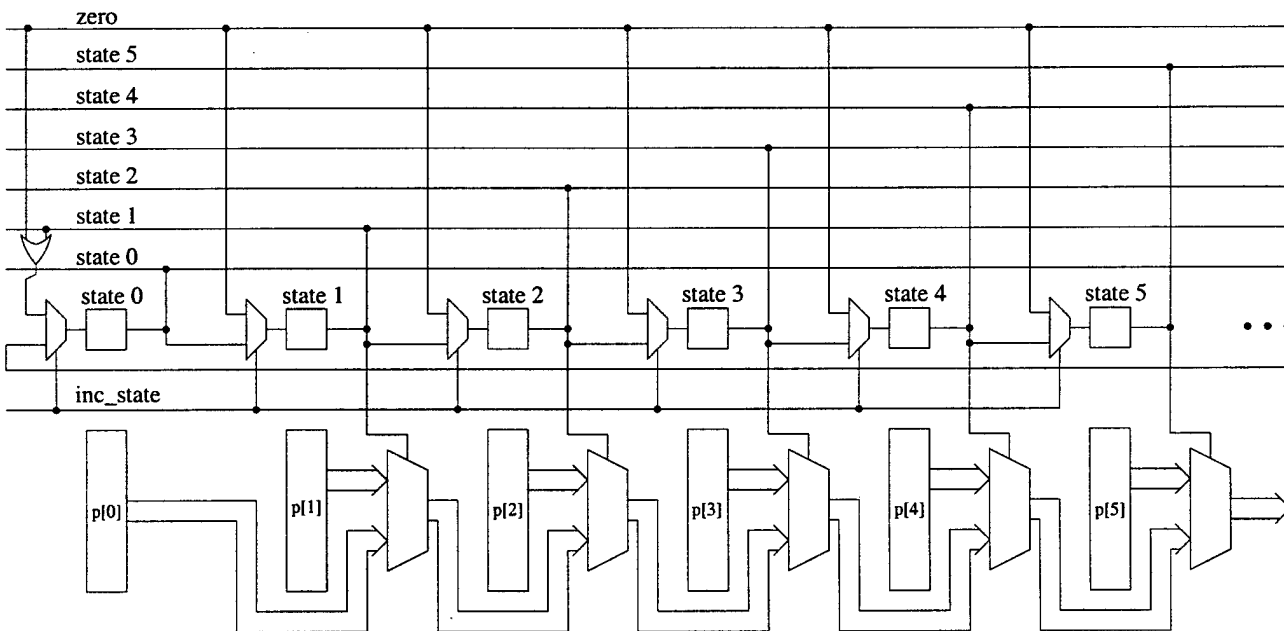 zero
state 5
state 4
state 3
state 2
state 1
state 0
state 0 state 1 state 2 state 3 state 4 state 5
inc_state
p[0] p[1] p[2] p[3] p[4] p[5]